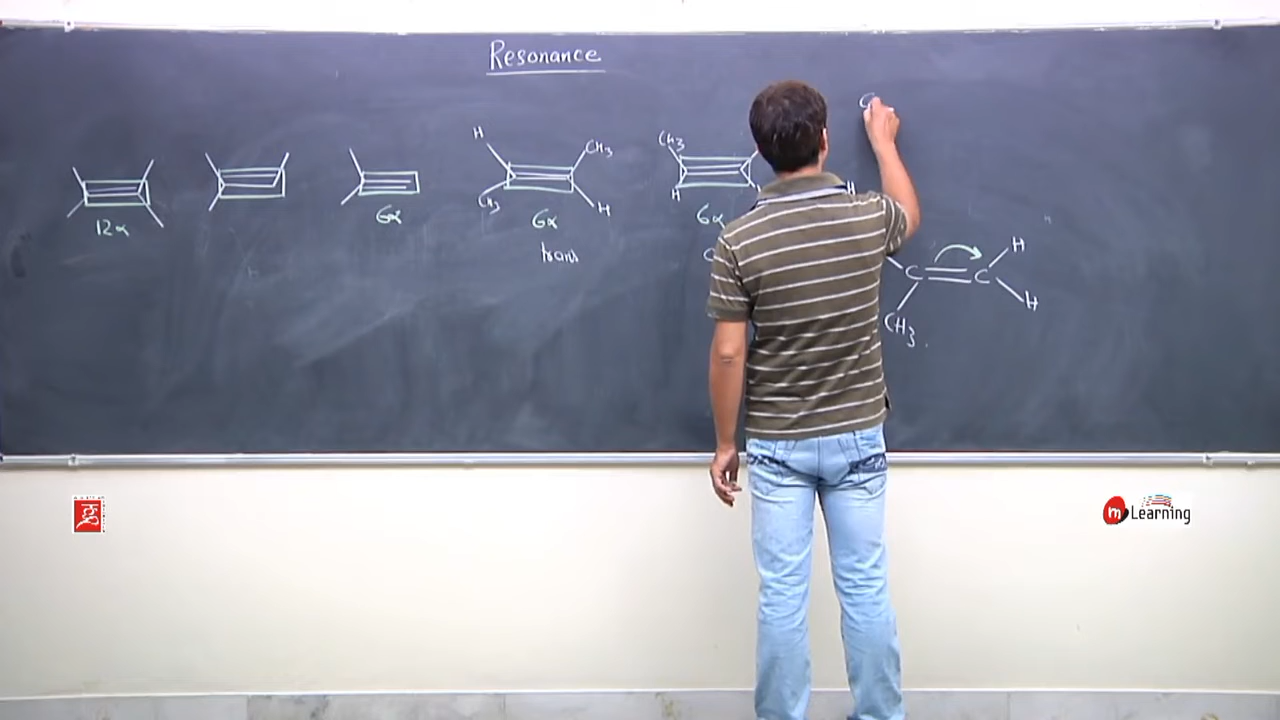 Resonance
H
CH3
CH3
H
CH3
H
12α
6α
6α
6α
trans
C
H
C
C
H
CH3
m Learning